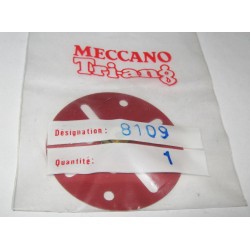 MECCANO
Tri-ang
Désignation: 8109
Quantité: 1